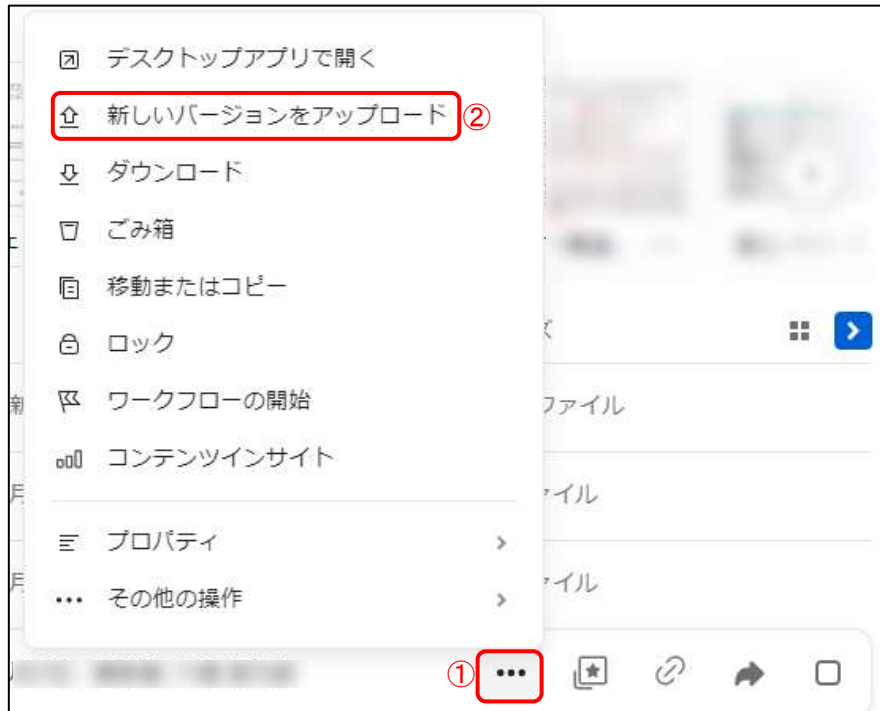 デスクトップアプリで開く
新しいバージョンをアップロード ②
ダウンロード
ごみ箱
移動またはコピー
ロック
ワークフローの開始
ファイル
コンテンツインサイト
イル
プロパティ
その他の操作
イル
①